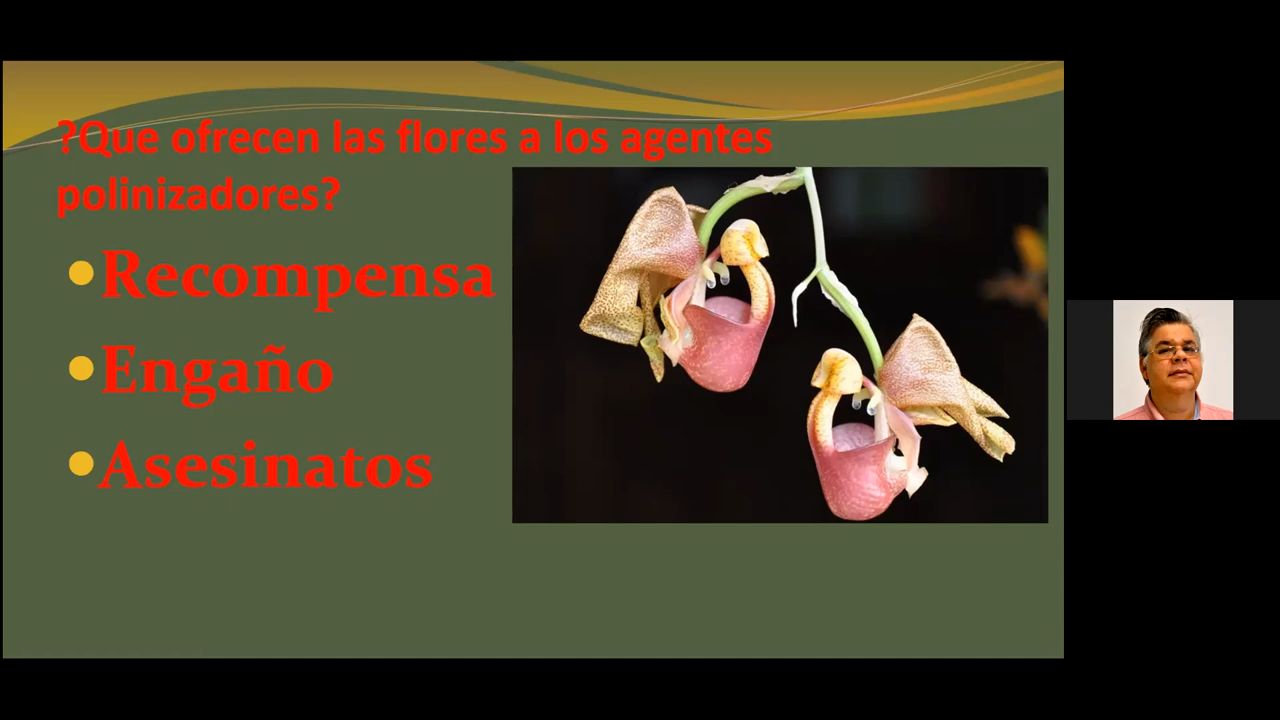 ?Que ofrecen las flores a los agentes
polinizadores?
•Recompensa
•Engaño
•Asesinatos